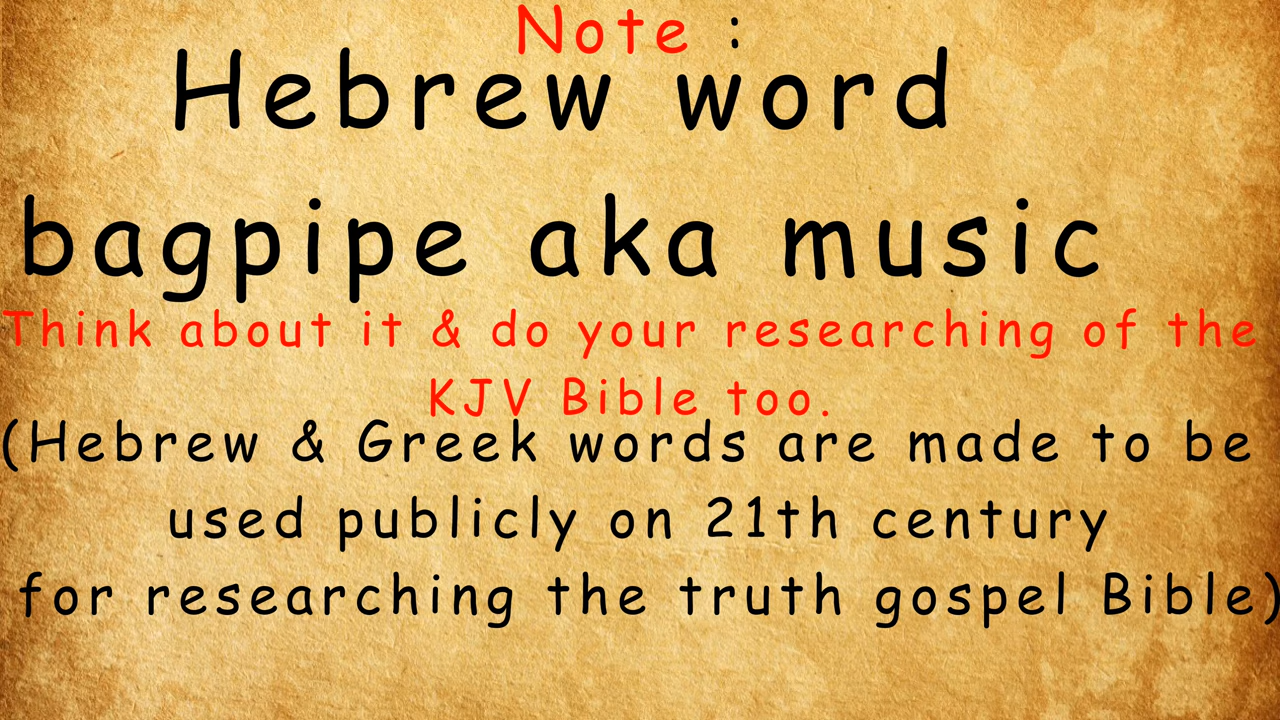 Note :
Hebrew word
bagpipe aka music
Think about it & do your researching of the
KJV Bible too.
(Hebrew & Greek words are made to be
used publicly on 21th century
for researching the truth gospel Bible)